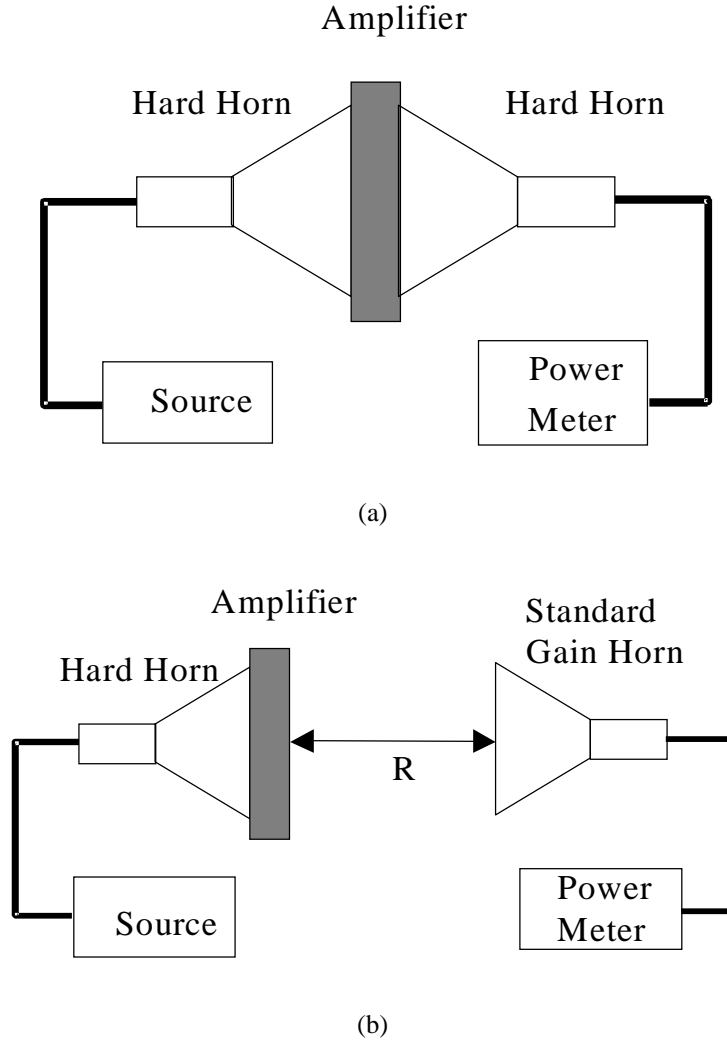 Amplifier
Hard Horn
Hard Horn
Source
Power
Meter
(a)
Amplifier
Standard
Gain Horn
Hard Horn
R
Source
Power
Meter
(b)